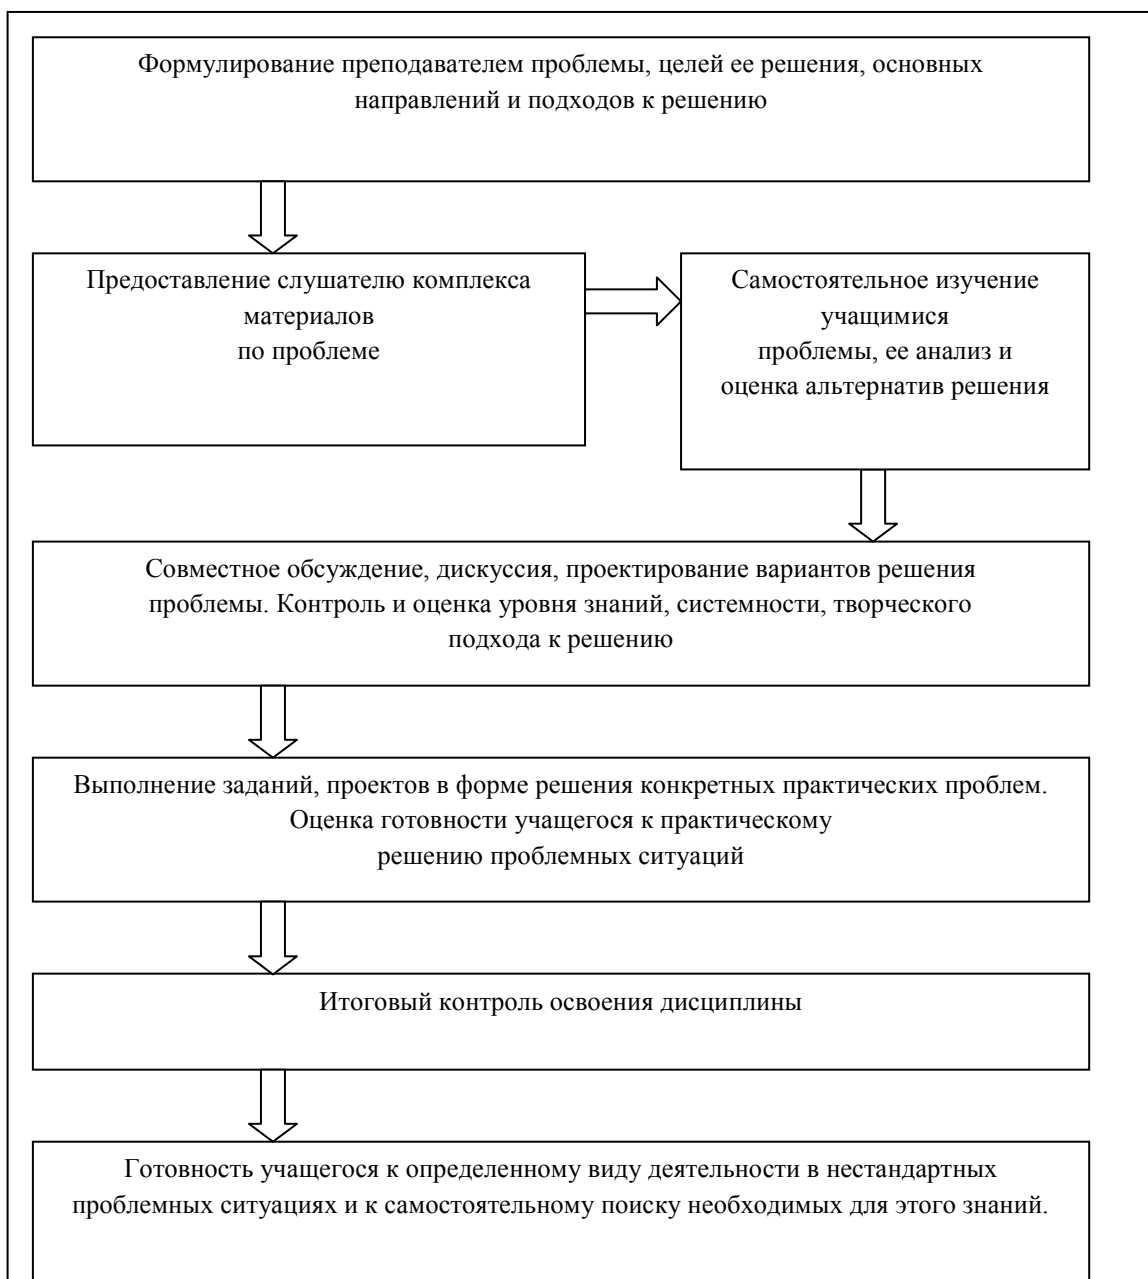 Формулирование преподавателем проблемы, целей ее решения, основных
направлений и подходов к решению
Предоставление слушателю комплекса
материалов
по проблеме
Самостоятельное изучение
учащимися
проблемы, ее анализ и
оценка альтернатив решения
Совместное обсуждение, дискуссия, проектирование вариантов решения
проблемы. Контроль и оценка уровня знаний, системности, творческого
подхода к решению
Выполнение заданий, проектов в форме решения конкретных практических проблем.
Оценка готовности учащегося к практическому
решению проблемных ситуаций
Итоговый контроль освоения дисциплины
Готовность учащегося к определенному виду деятельности в нестандартных
проблемных ситуациях и к самостоятельному поиску необходимых для этого знаний.